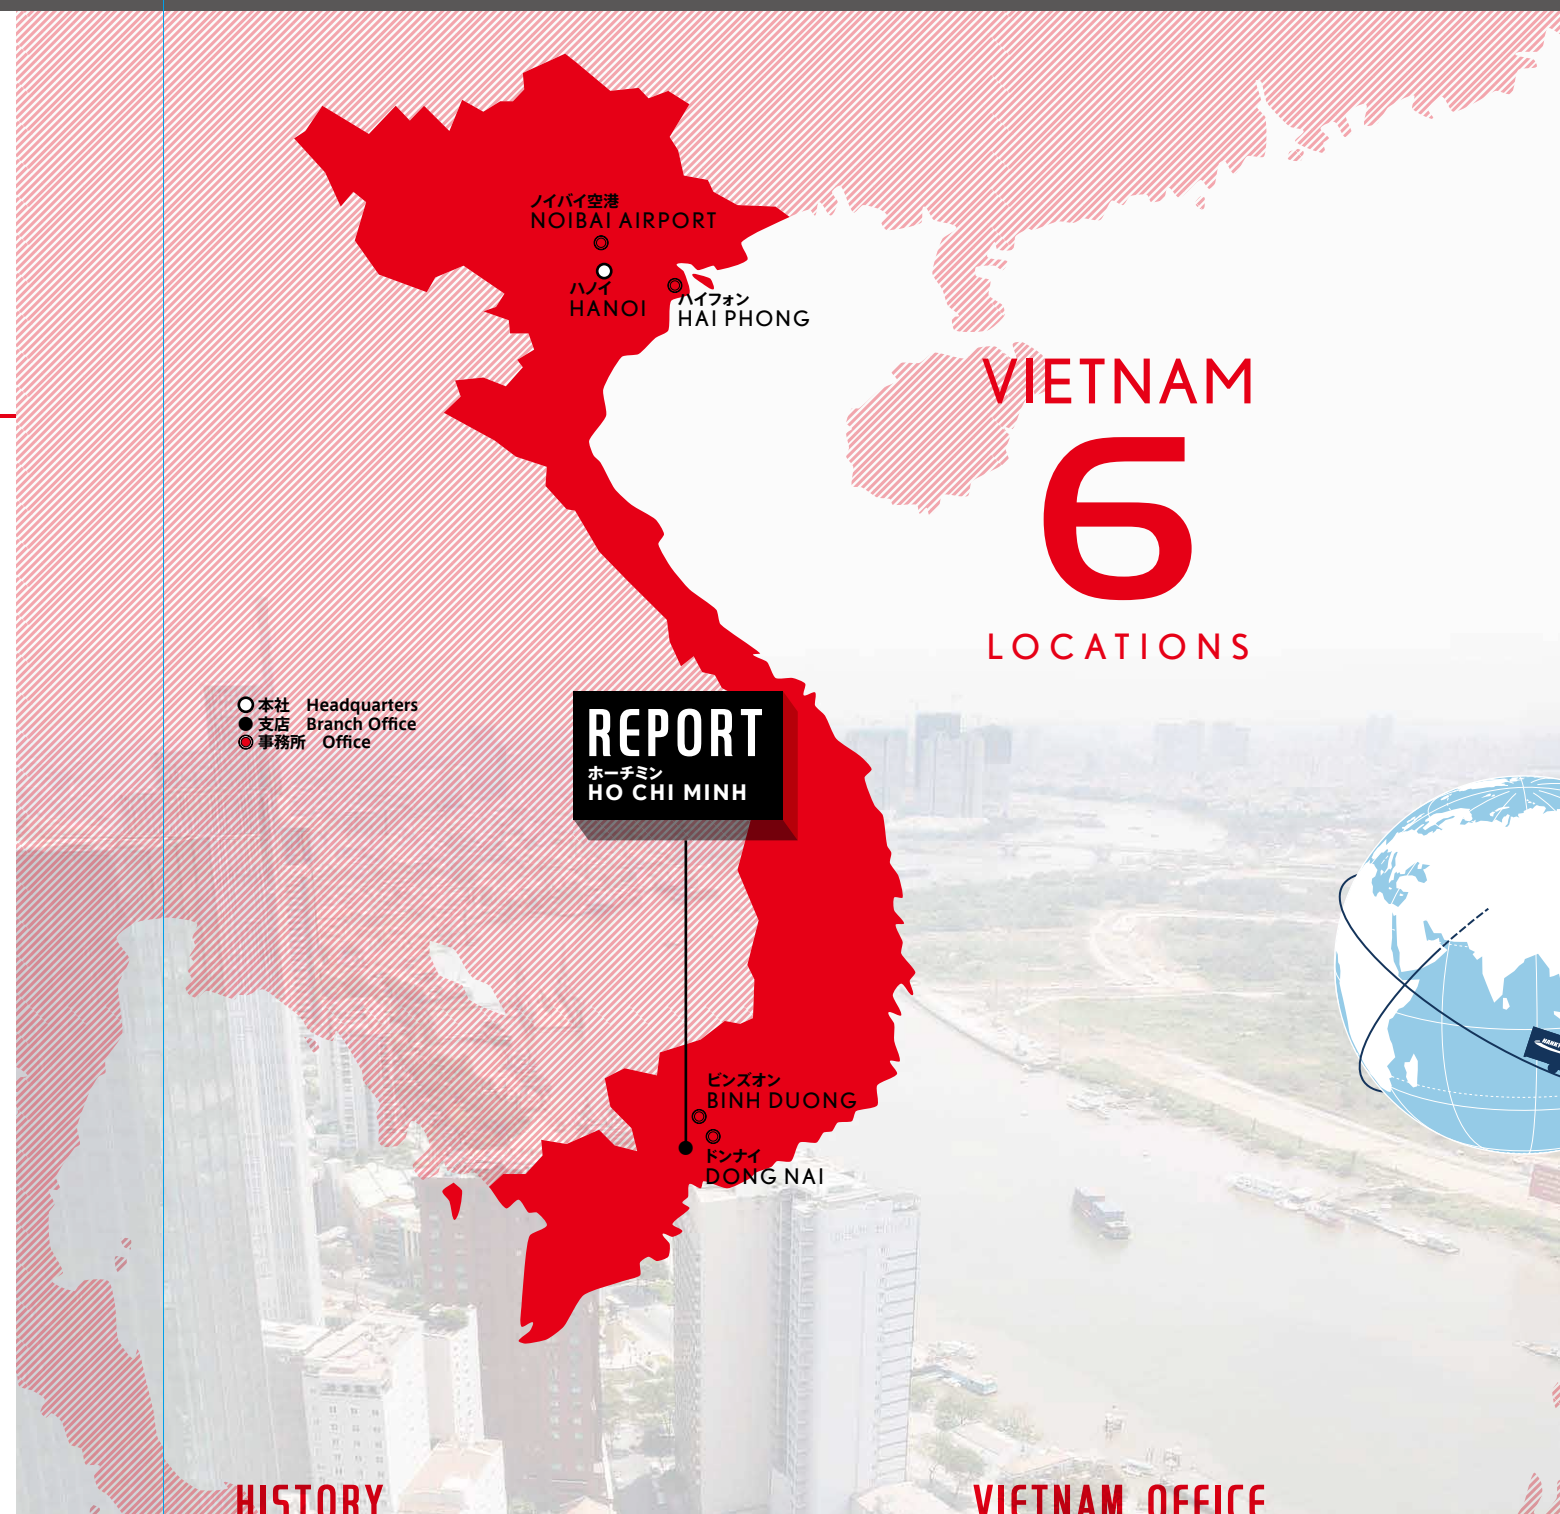 ノイバイ空港
NOIBAI AIRPORT
ハノイ
HANOI
ハイフォン
HAI PHONG
VIETNAM
6
LOCATIONS
本社 Headquarters
支店 Branch Office
事務所 Office
REPORT
ホーチミン
HO CHI MINH
ビンズオン
BINH DUONG
ドンナイ
DONG NAI
HISTORY
VIETNAM OFFICE